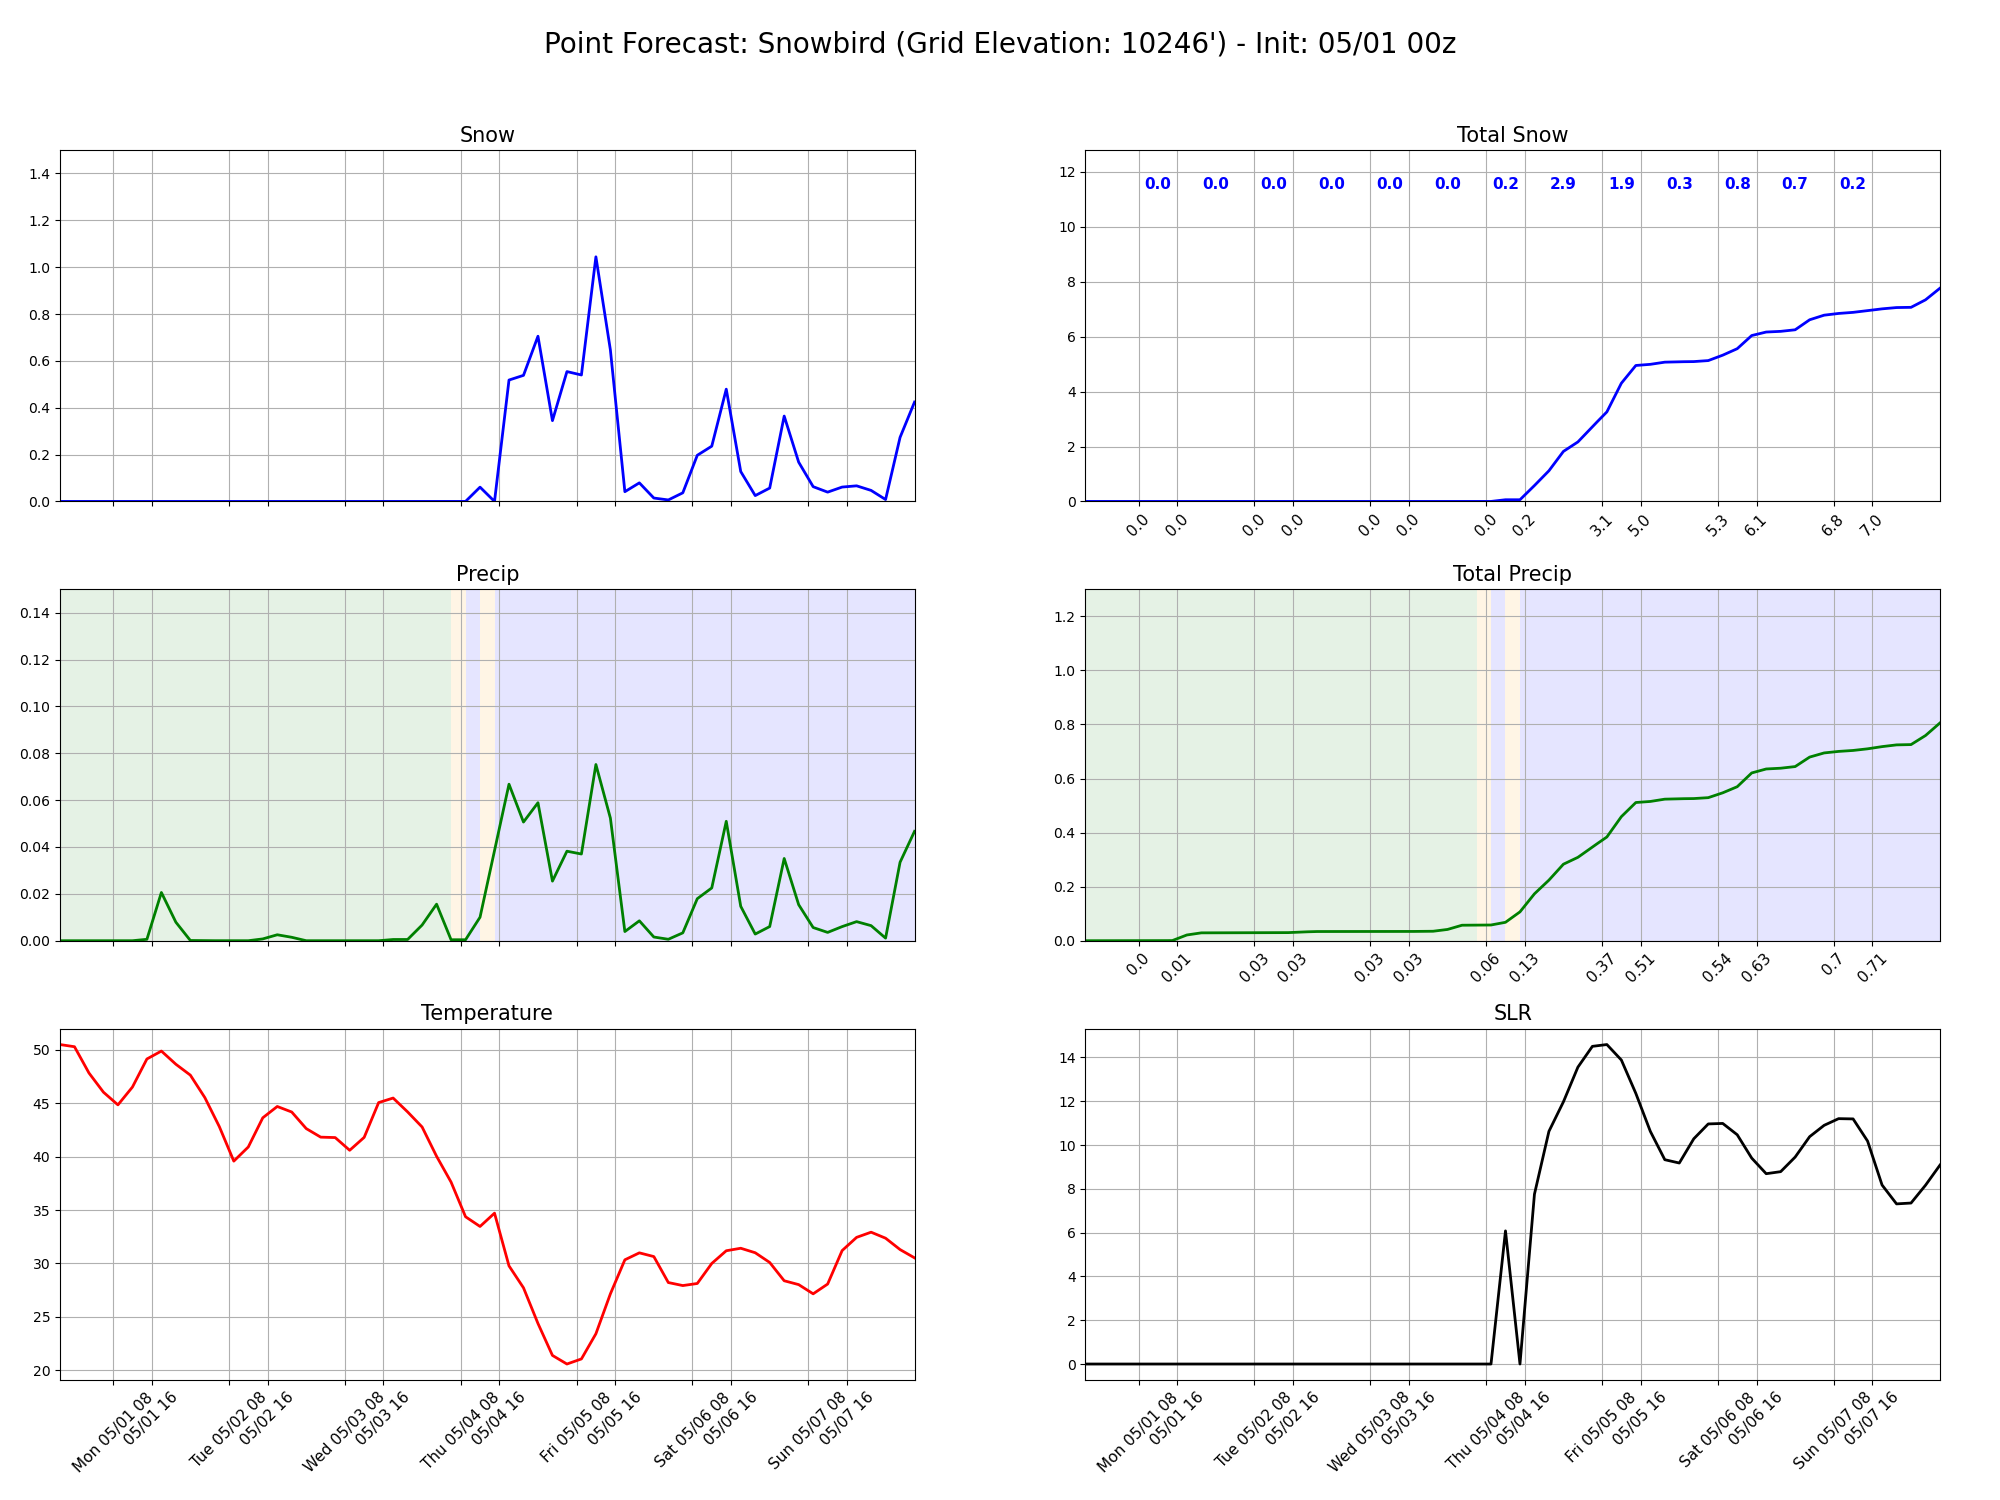 Point Forecast: Snowbird (Grid Elevation: 10246') - Init: 05/01 00z
Snow
1.4
1.2
1.0
0.8
0.6
0.4
0.2
0.0
Total Snow
12
10
8
6
4
2
0
0.0 0.0 0.0 0.0 0.0 0.0 0.2 2.9 1.9 0.3 0.8 0.7 0.2
0.0 0.0 0.0 0.0 0.0 0.0 0.0 0.2 3.1 5.0 5.3 6.1 6.8 7.0
Precip
0.14
0.12
0.10
0.08
0.06
0.04
0.02
0.00
Total Precip
1.2
1.0
0.8
0.6
0.4
0.2
0.0
0.0 0.01 0.03 0.03 0.03 0.03 0.06 0.13 0.37 0.51 0.54 0.63 0.7 0.71
Temperature
50
45
40
35
30
25
20
Mon 05/01 08
05/01 16
Tue 05/02 08
05/02 16
Wed 05/03 08
05/03 16
Thu 05/04 08
05/04 16
Fri 05/05 08
05/05 16
Sat 05/06 08
05/06 16
Sun 05/07 08
05/07 16
SLR
14
12
10
8
6
4
2
0
Mon 05/01 08
05/01 16
Tue 05/02 08
05/02 16
Wed 05/03 08
05/03 16
Thu 05/04 08
05/04 16
Fri 05/05 08
05/05 16
Sat 05/06 08
05/06 16
Sun 05/07 08
05/07 16